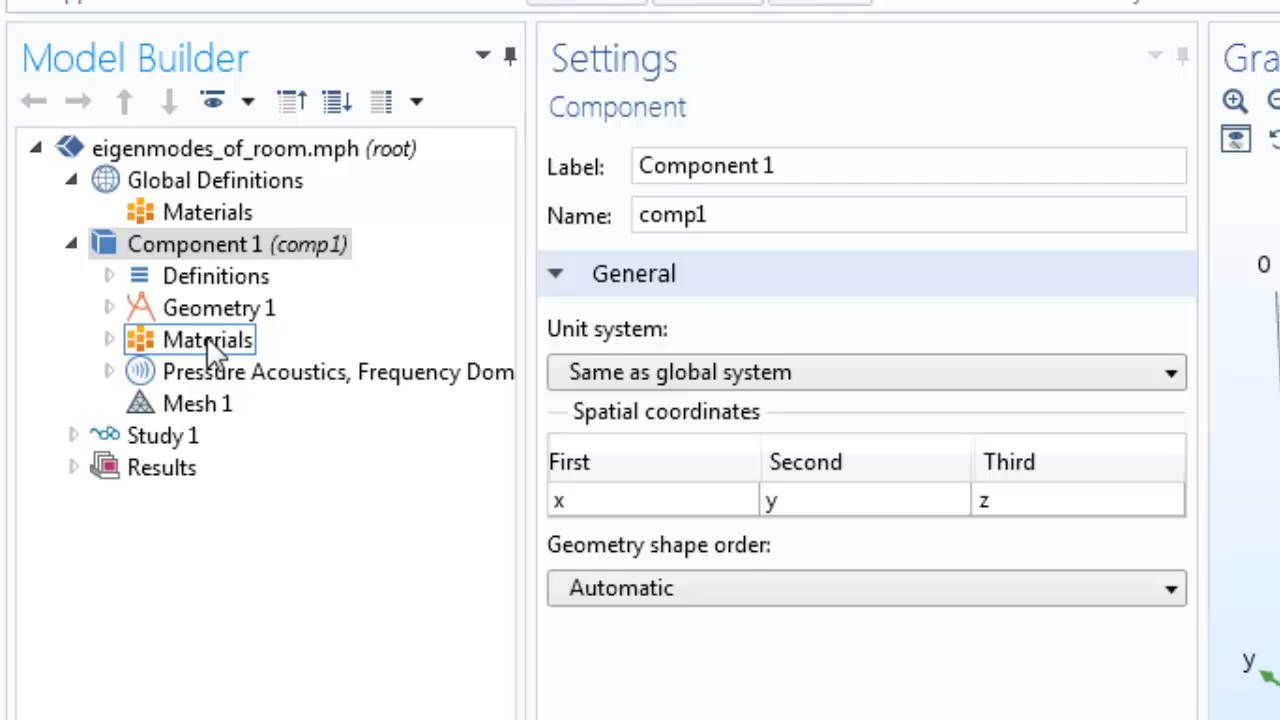 Model Builder
eigenmodes_of_room.mph (root)
Global Definitions
Materials
Component 1 (comp1)
Definitions
Geometry 1
Materials
Pressure Acoustics, Frequency Dom
Mesh 1
Study 1
Results
Settings
Component
Label: Component 1
Name: comp1
General
Unit system:
Same as global system
Spatial coordinates
First Second Third
x y z
Geometry shape order:
Automatic
Gra
0
y